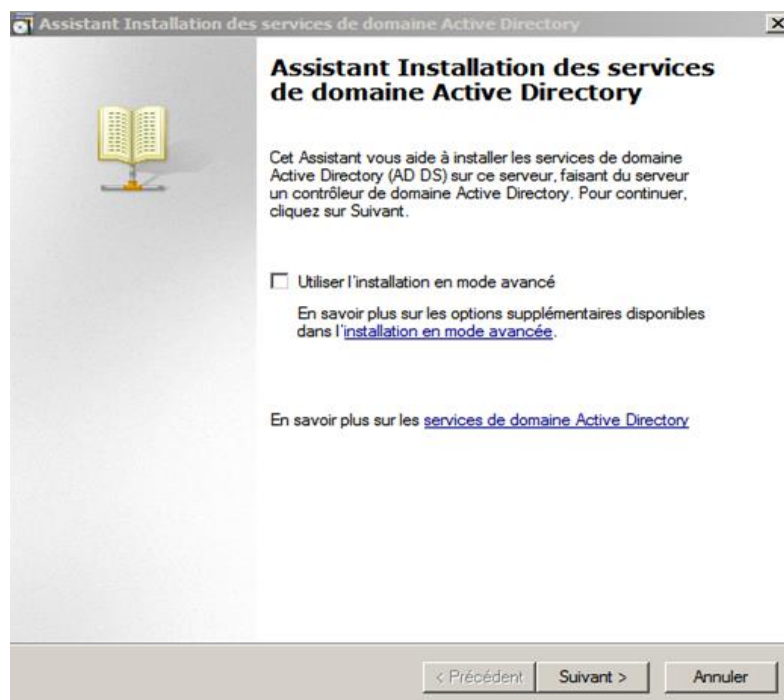 Assistant Installation des services de domaine Active Directory
Assistant Installation des services
de domaine Active Directory
Cet Assistant vous aide à installer les services de domaine
Active Directory (AD DS) sur ce serveur, faisant du serveur
un contrôleur de domaine Active Directory. Pour continuer,
cliquez sur Suivant.
Utiliser l'installation en mode avancé
En savoir plus sur les options supplémentaires disponibles
dans l'installation en mode avancée.
En savoir plus sur les services de domaine Active Directory
< Précédent Suivant > Annuler